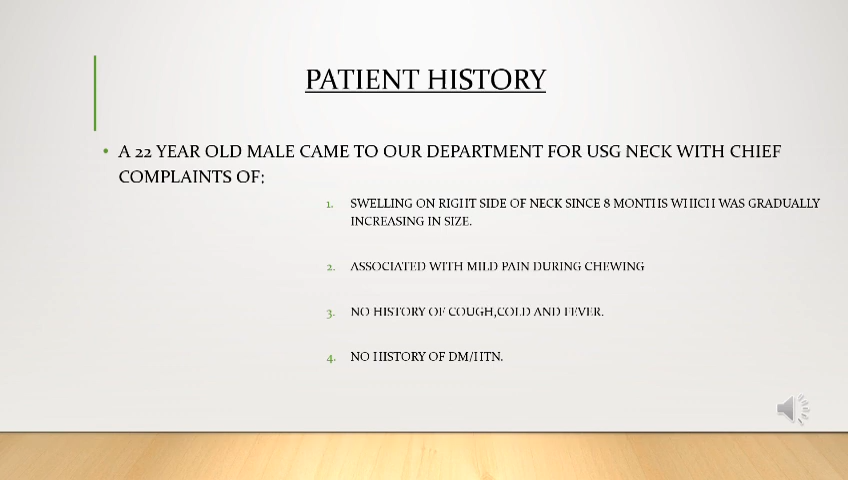 PATIENT HISTORY
• A 22 YEAR OLD MALE CAME TO OUR DEPARTMENT FOR USG NECK WITH CHIEF
COMPLAINTS OF;
1. SWELLING ON RIGHT SIDE OF NECK SINCE 8 MONTHS WHICH WAS GRADUALLY
INCREASING IN SIZE.
2. ASSOCIATED WITH MILD PAIN DURING CHEWING
3. NO HISTORY OF COUGH,COLD AND FEVER.
4. NO HISTORY OF DM/HTN.